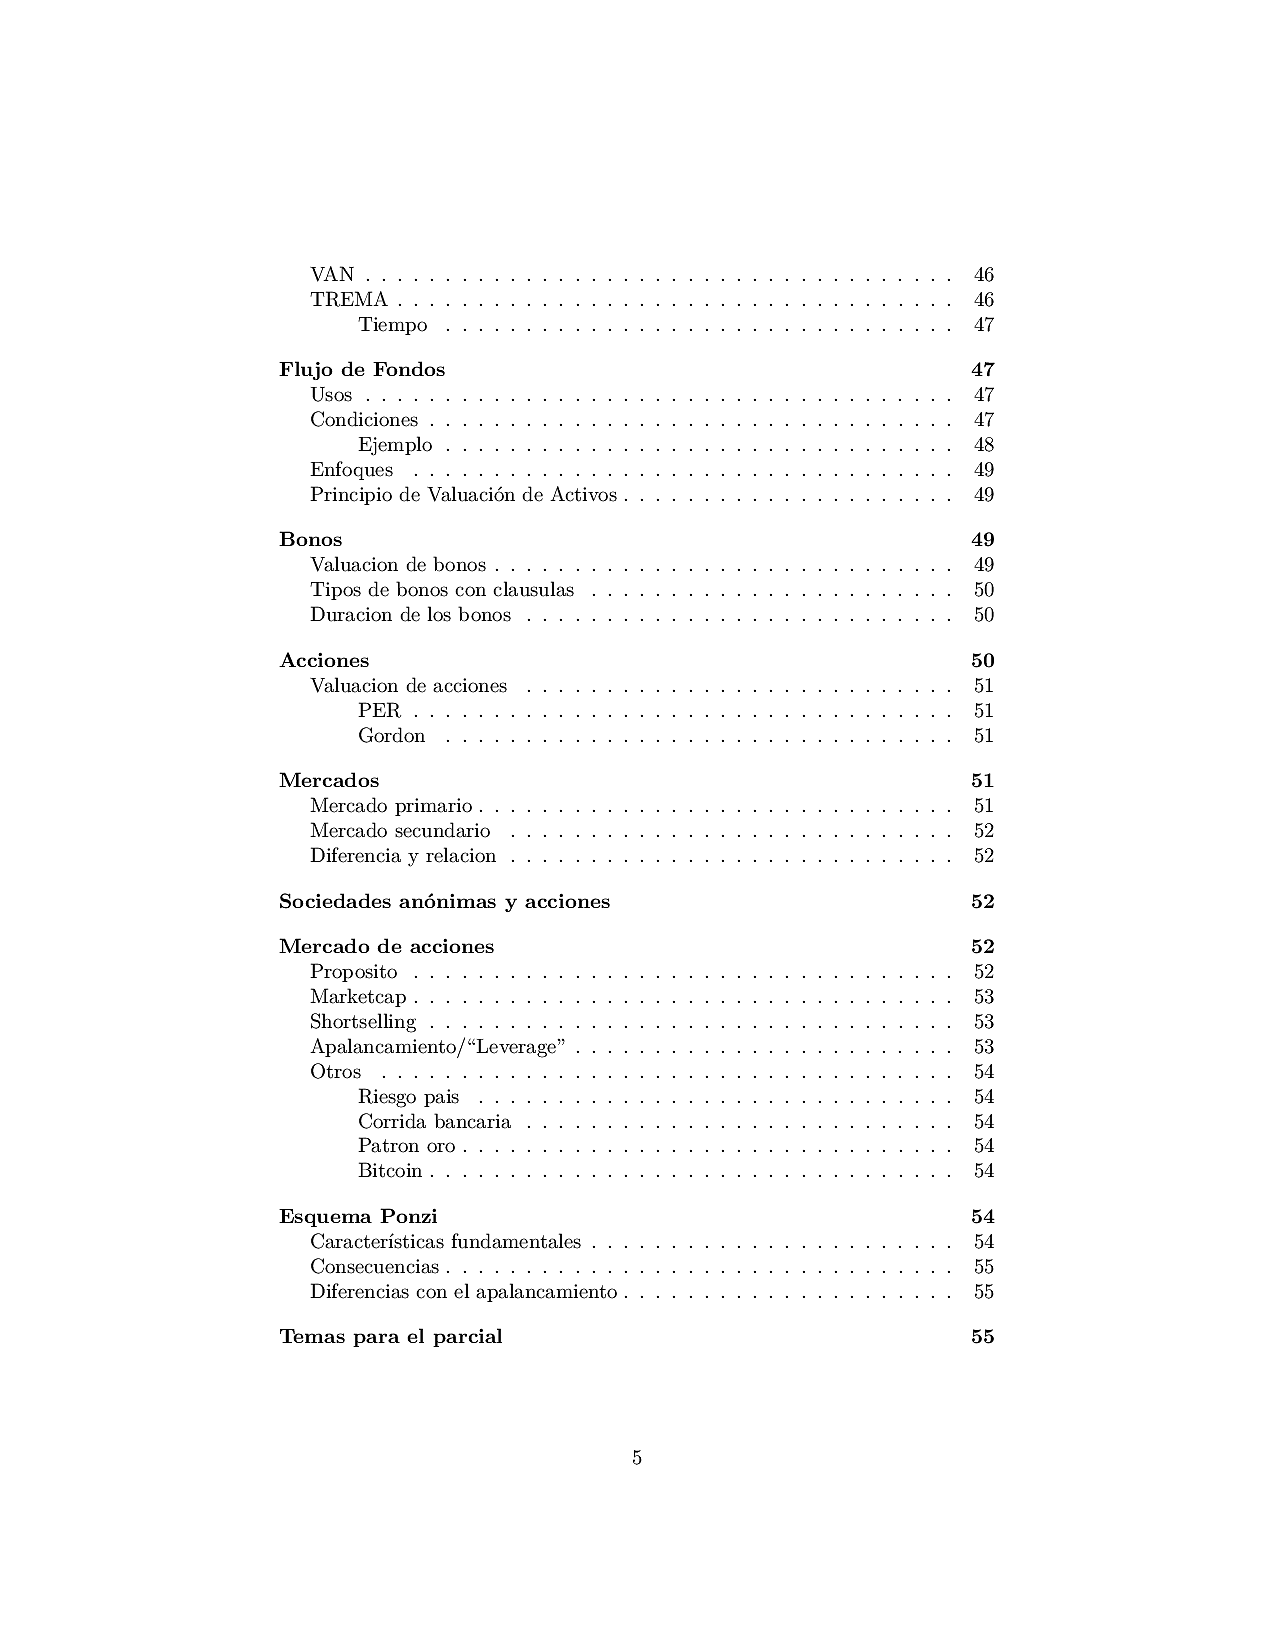 VAN . . . . . . . . . . . . . . . . . . . . . . . . . . . . . . . . . . . . . 46
TREMA . . . . . . . . . . . . . . . . . . . . . . . . . . . . . . . . . . . 46
Tiempo . . . . . . . . . . . . . . . . . . . . . . . . . . . . . . . . 47
Flujo de Fondos 47
Usos . . . . . . . . . . . . . . . . . . . . . . . . . . . . . . . . . . . . . 47
Condiciones . . . . . . . . . . . . . . . . . . . . . . . . . . . . . . . . . 47
Ejemplo . . . . . . . . . . . . . . . . . . . . . . . . . . . . . . . . 48
Enfoques . . . . . . . . . . . . . . . . . . . . . . . . . . . . . . . . . . 49
Principio de Valuación de Activos . . . . . . . . . . . . . . . . . . . . . 49
Bonos 49
Valuacion de bonos . . . . . . . . . . . . . . . . . . . . . . . . . . . . . 49
Tipos de bonos con clausulas . . . . . . . . . . . . . . . . . . . . . . . 50
Duracion de los bonos . . . . . . . . . . . . . . . . . . . . . . . . . . . 50
Acciones 50
Valuacion de acciones . . . . . . . . . . . . . . . . . . . . . . . . . . . 51
PER . . . . . . . . . . . . . . . . . . . . . . . . . . . . . . . . . . 51
Gordon . . . . . . . . . . . . . . . . . . . . . . . . . . . . . . . . 51
Mercados 51
Mercado primario . . . . . . . . . . . . . . . . . . . . . . . . . . . . . . 51
Mercado secundario . . . . . . . . . . . . . . . . . . . . . . . . . . . . 52
Diferencia y relacion . . . . . . . . . . . . . . . . . . . . . . . . . . . . 52
Sociedades anónimas y acciones 52
Mercado de acciones 52
Proposito . . . . . . . . . . . . . . . . . . . . . . . . . . . . . . . . . . 52
Marketcap . . . . . . . . . . . . . . . . . . . . . . . . . . . . . . . . . . 53
Shortselling . . . . . . . . . . . . . . . . . . . . . . . . . . . . . . . . . 53
Apalancamiento/“Leverage” . . . . . . . . . . . . . . . . . . . . . . . . 53
Otros . . . . . . . . . . . . . . . . . . . . . . . . . . . . . . . . . . . . 54
Riesgo pais . . . . . . . . . . . . . . . . . . . . . . . . . . . . . . 54
Corrida bancaria . . . . . . . . . . . . . . . . . . . . . . . . . . . 54
Patron oro . . . . . . . . . . . . . . . . . . . . . . . . . . . . . . . 54
Bitcoin . . . . . . . . . . . . . . . . . . . . . . . . . . . . . . . . . 54
Esquema Ponzi 54
Características fundamentales . . . . . . . . . . . . . . . . . . . . . . . 54
Consecuencias . . . . . . . . . . . . . . . . . . . . . . . . . . . . . . . . 55
Diferencias con el apalancamiento . . . . . . . . . . . . . . . . . . . . . 55
Temas para el parcial 55
5